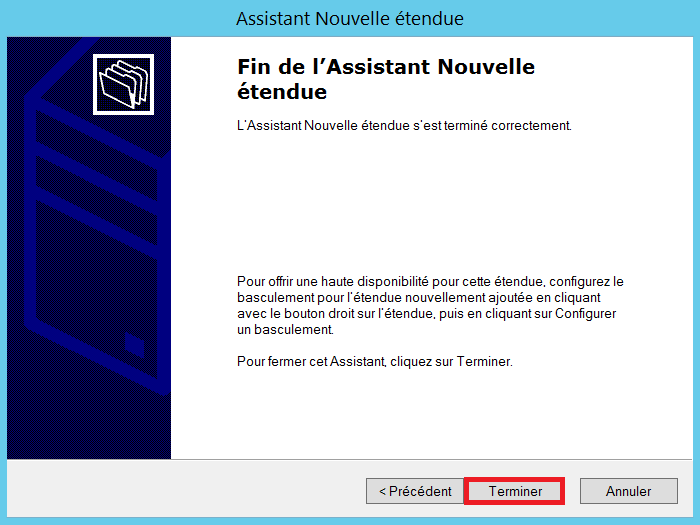 Assistant Nouvelle étendue
Fin de l’Assistant Nouvelle
étendue
L’Assistant Nouvelle étendue s’est terminé correctement.
Pour offrir une haute disponibilité pour cette étendue, configurez le
basculement pour l’étendue nouvellement ajoutée en cliquant
avec le bouton droit sur l’étendue, puis en cliquant sur Configurer
un basculement.
Pour fermer cet Assistant, cliquez sur Terminer.
< Précédent
Terminer
Annuler